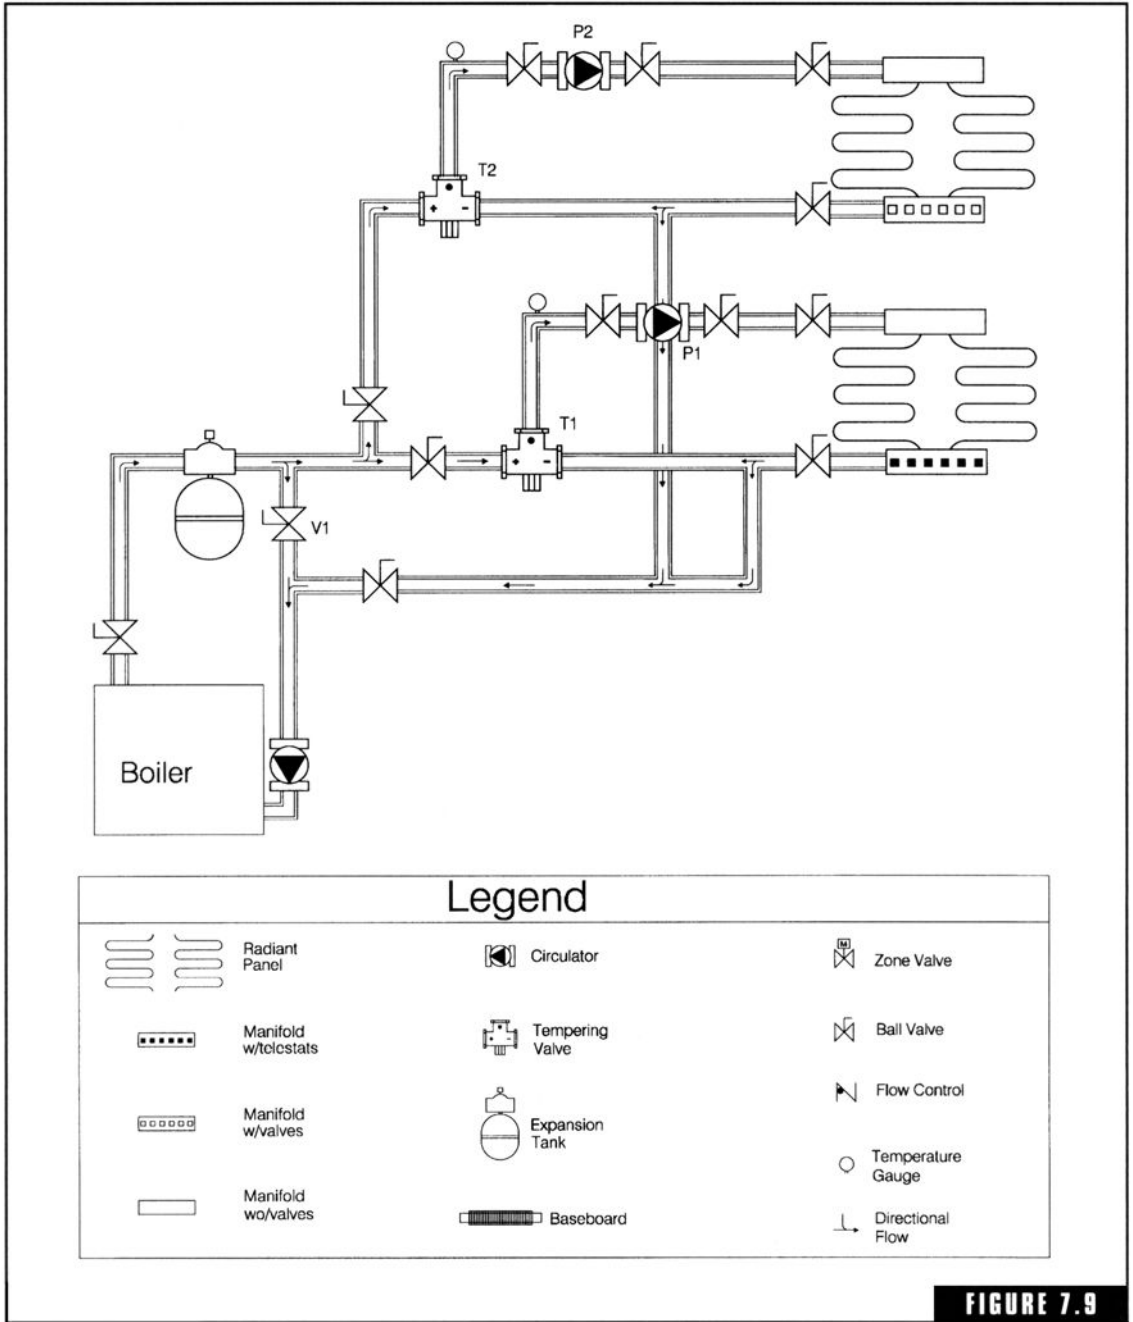 P2
T2
P1
T1
V1
Boiler
Legend
Radiant
Panel
Manifold
w/telestats
Manifold
w/valves
Manifold
wo/valves
Circulator
Tempering
Valve
Expansion
Tank
Baseboard
M
Zone Valve
Ball Valve
Flow Control
Temperature
Gauge
Directional
Flow
FIGURE 7.9